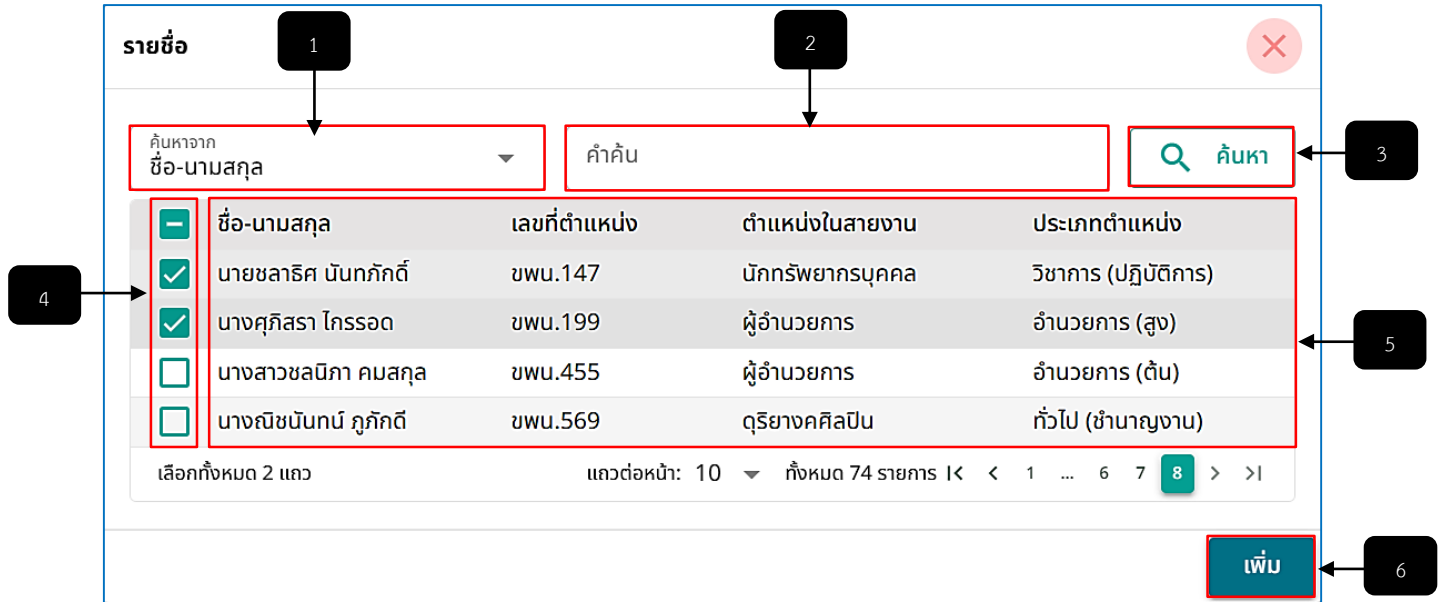 รายชื่อ
1
2
ค้นหาจาก
ชื่อ-นามสกุล
คำค้น
ค้นหา
3
ชื่อ-นามสกุล เลขที่ตำแหน่ง ตำแหน่งในสายงาน ประเภทตำแหน่ง
นายชลาธิศ นันทภักดิ์ ขพน.147 นักทรัพยากรบุคคล วิชาการ (ปฏิบัติการ)
4
นางศุภิสรา ไกรรอด ขพน.199 ผู้อำนวยการ อำนวยการ (สูง)
5
นางสาวชลนิภา คมสกุล ขพน.455 ผู้อำนวยการ อำนวยการ (ต้น)
นางณิชนันทน์ ภูภักดี ขพน.569 ดุริยางคศิลปิน ทั่วไป (ชำนาญงาน)
เลือกทั้งหมด 2 แถว แถวต่อหน้า: 10 ทั้งหมด 74 รายการ 1 ... 6 7 8
เพิ่ม
6